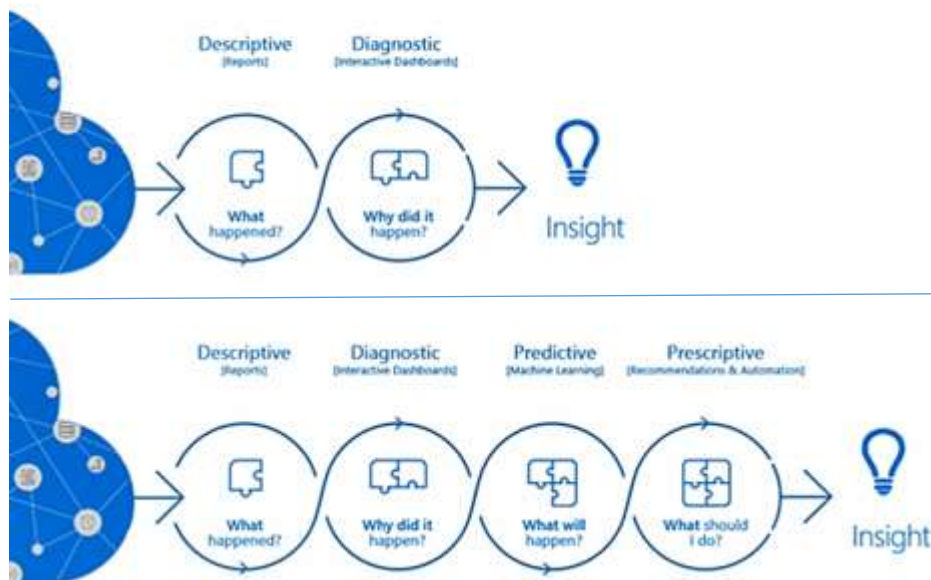 Descriptive
[Reports]
Diagnostic
[Interactive Dashboards]
What
happened?
Why did it
happen?
Insight
Descriptive
[Reports]
Diagnostic
[Interactive Dashboards]
Predictive
[Machine Learning]
Prescriptive
[Recommendations & Automation]
What
happened?
Why did it
happen?
What will
happen?
What should
I do?
Insight